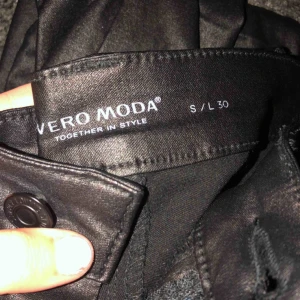 VERO MODA® S / L 30
TOGETHER IN STYLE